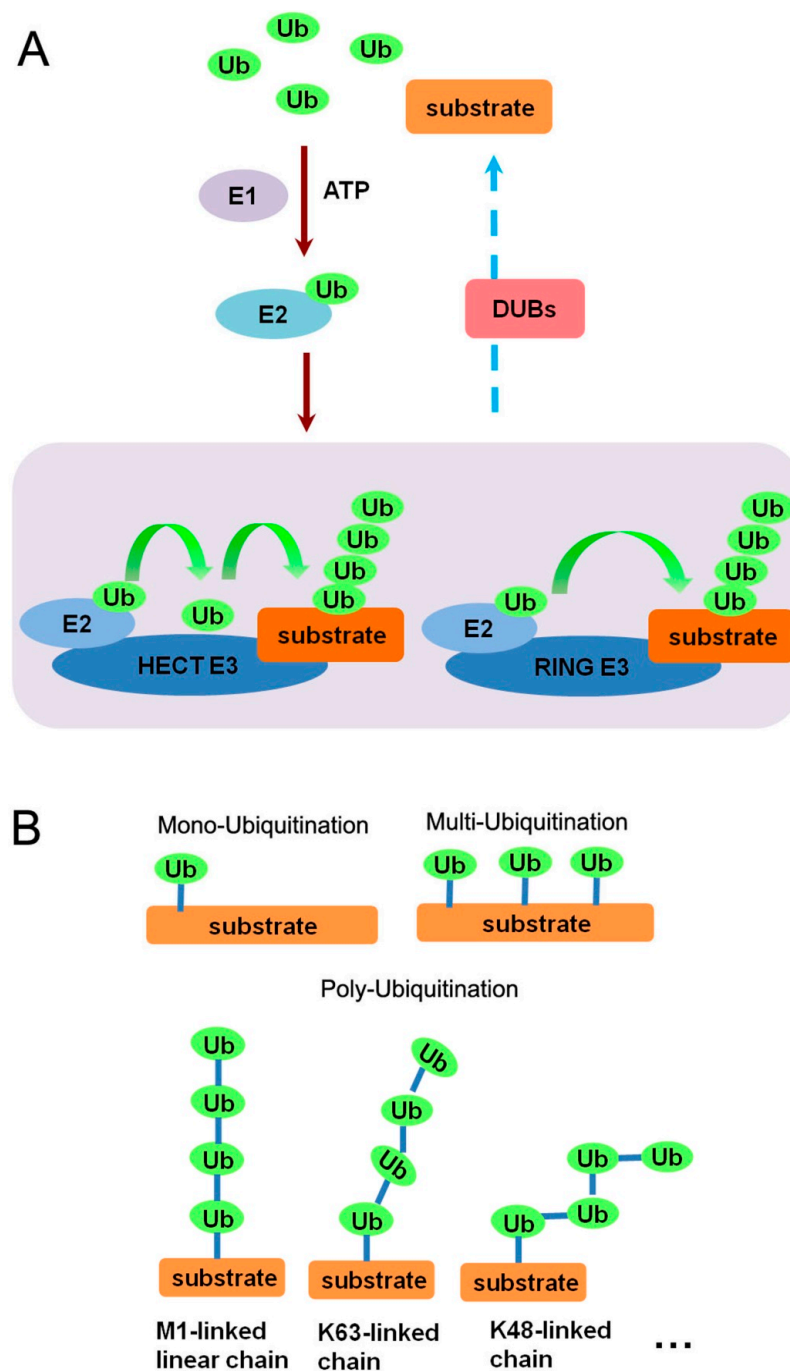 A
Ub
Ub
Ub
Ub
substrate
E1
ATP
Ub
E2
DUBs
Ub
Ub
Ub
Ub
Ub
Ub
E2
substrate
HECT E3
Ub
Ub
Ub
Ub
Ub
E2
substrate
RING E3
B
Mono-Ubiquitination
Multi-Ubiquitination
Ub
Ub
Ub
Ub
substrate
substrate
Poly-Ubiquitination
Ub
Ub
Ub
Ub
substrate
M1-linked
linear chain
Ub
Ub
Ub
Ub
substrate
K63-linked
chain
Ub
Ub
Ub
Ub
substrate
K48-linked
chain
...